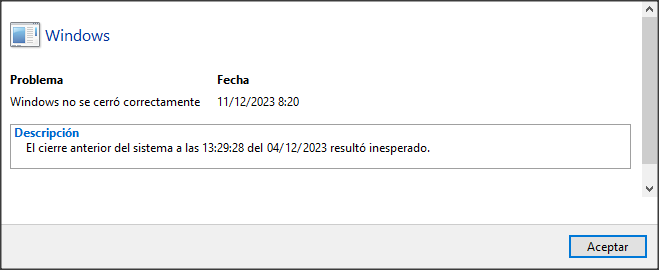 Windows
Problema Fecha
Windows no se cerró correctamente 11/12/2023 8:20
Descripción
El cierre anterior del sistema a las 13:29:28 del 04/12/2023 resultó inesperado.
Aceptar